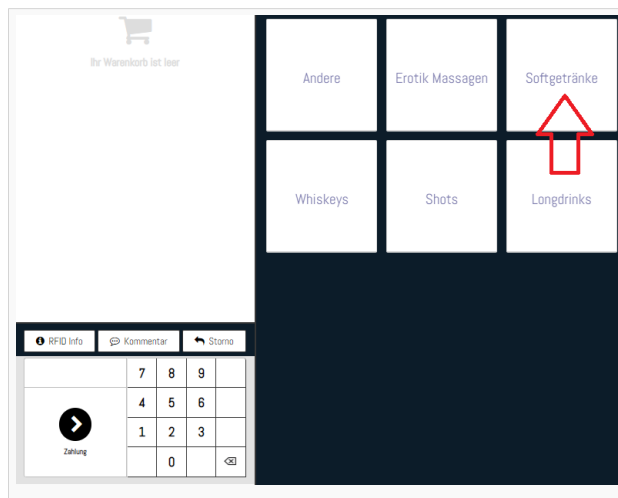 Ihr Warenkorb ist leer
Andere
Erotik Massagen
Softgetränke
Whiskeys
Shots
Longdrinks
RFID Info
Kommentar
Storno
7 8 9
4 5 6
1 2 3
0
Zahlung